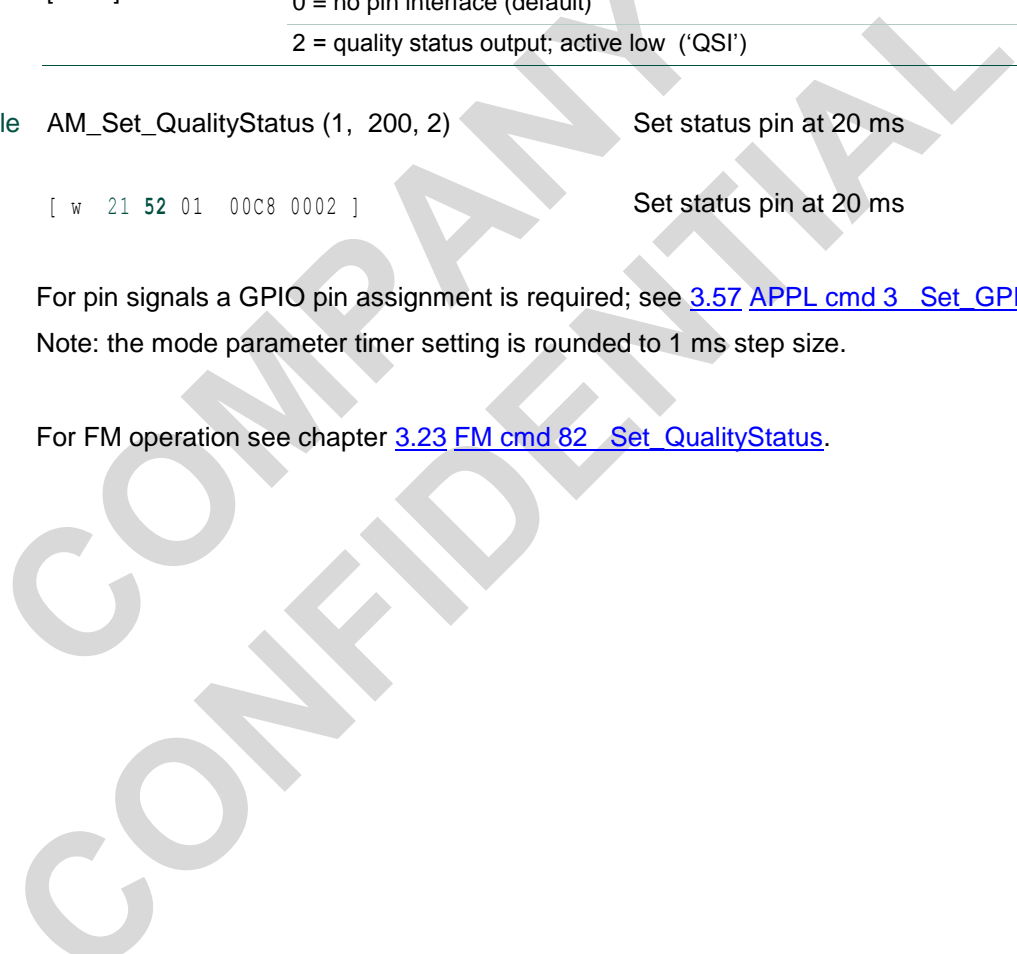 0 = no pin interface (default)
2 = quality status output; active low ('QSI')
le AM_Set_QualityStatus (1, 200, 2) Set status pin at 20 ms
[ w 21 52 01 00C8 0002 ] Set status pin at 20 ms
For pin signals a GPIO pin assignment is required; see 3.57 APPL cmd 3 Set_GPI
Note: the mode parameter timer setting is rounded to 1 ms step size.
For FM operation see chapter 3.23 FM cmd 82 Set_QualityStatus.
COMPANY
CONFIDENTIAL